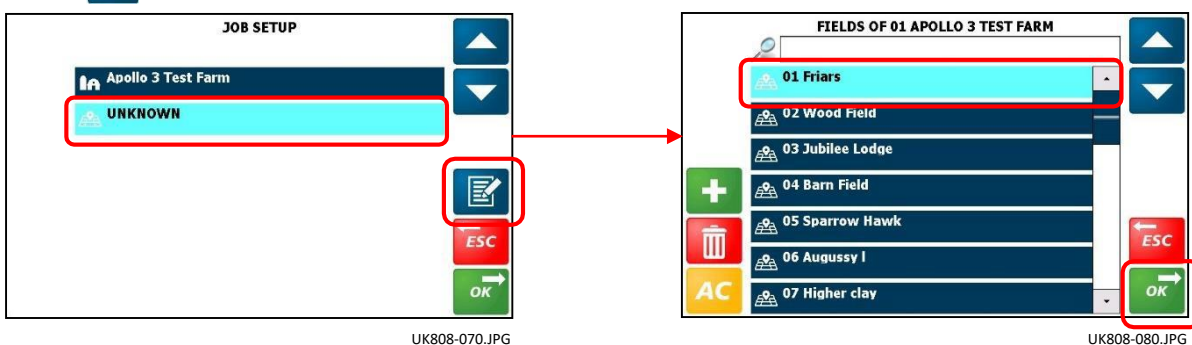 JOB SETUP
Apollo 3 Test Farm
UNKNOWN
ESC
OK
UK808-070.JPG
FIELDS OF 01 APOLLO 3 TEST FARM
01 Friars
02 Wood Field
03 Jubilee Lodge
04 Barn Field
05 Sparrow Hawk
06 Augussy l
07 Higher clay
AC
ESC
OK
UK808-080.JPG